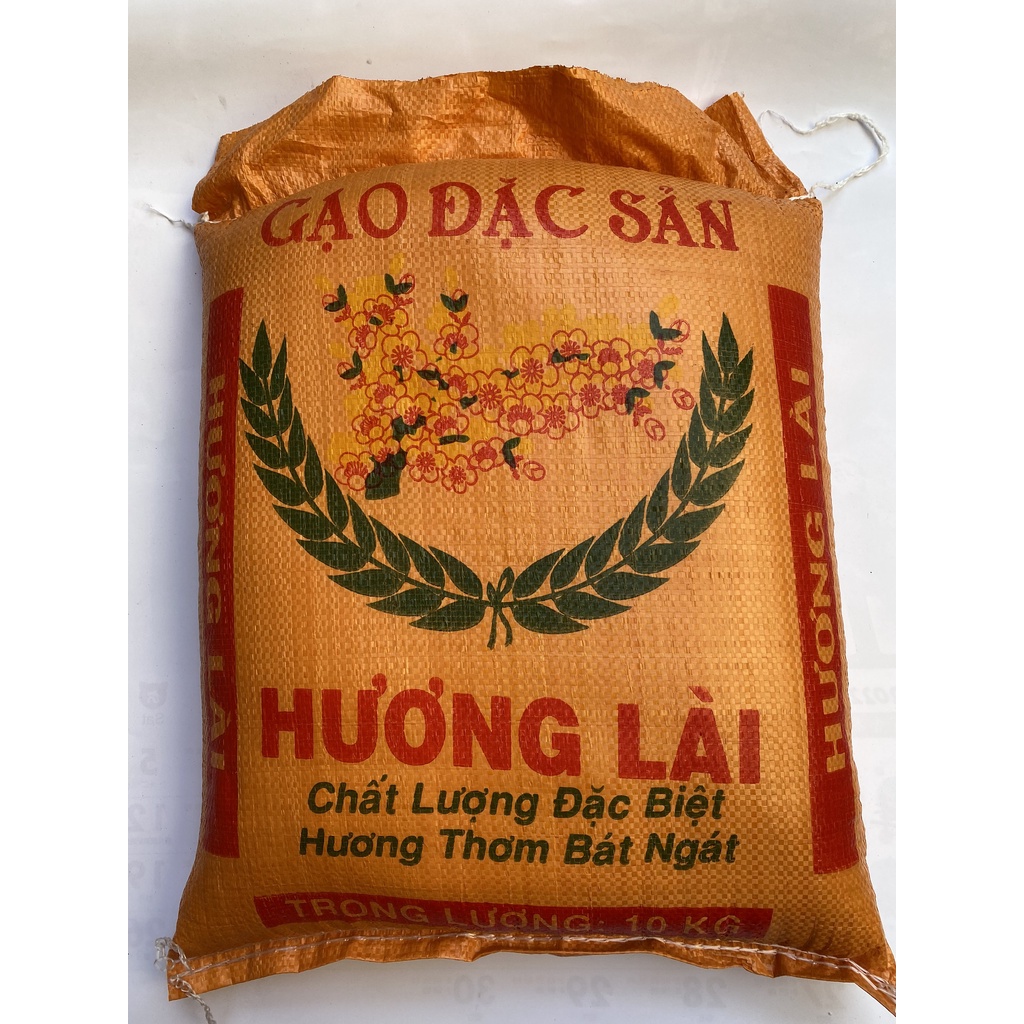 GẠO ĐẶC SẢN
HƯƠNG LÀI
HƯƠNG LÀI
HƯƠNG LÀI
Chất Lượng Đặc Biệt
Hương Thơm Bát Ngát
TRỌNG LƯỢNG: 10 KG